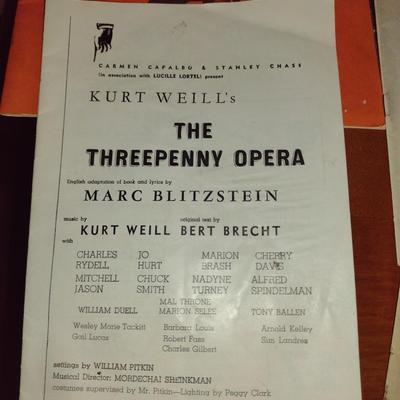 CARMEN CAPALBO & STANLEY CHASE
(in association with LUCILLE LORTEL) present
KURT WEILL's
THE
THREEPENNY OPERA
English adaptation of book and lyrics by
MARC BLITZSTEIN
music by original text by
KURT WEILL BERT BRECHT
with
CHARLES JO MARION CHERRY
RYDELL HURT BRASH DAVIS
MITCHELL CHUCK NADYNE ALFRED
JASON SMITH TURNEY SPINDELMAN
MAL THRONE
WILLIAM DUELL MARION SELEE TONY BALLEN
Wesley Marie Tackitt Barbara Louis Arnold Kelley
Gail Lucas Robert Fass Stan Landres
Charles Gilbert
settings by WILLIAM PITKIN
Musical Director: MORDECHAI SHEINKMAN
costumes supervised by Mr. Pitkin—Lighting by Peggy Clark